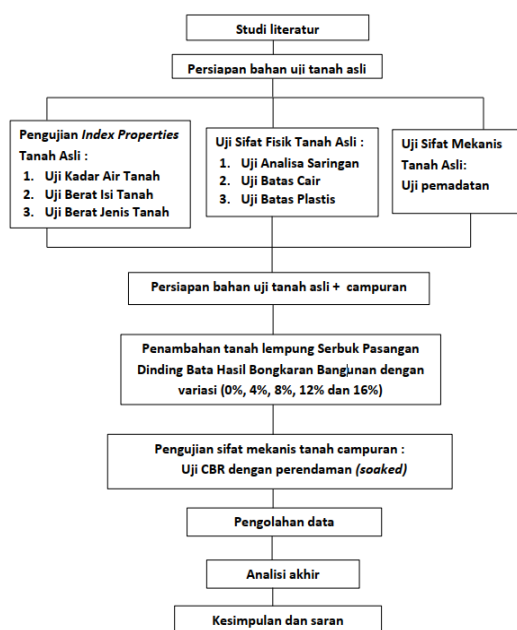 Studi literatur
Persiapan bahan uji tanah asli
Pengujian Index Properties
Tanah Asli :
1. Uji Kadar Air Tanah
2. Uji Berat Isi Tanah
3. Uji Berat Jenis Tanah
Uji Sifat Fisik Tanah Asli :
1. Uji Analisa Saringan
2. Uji Batas Cair
3. Uji Batas Plastis
Uji Sifat Mekanis
Tanah Asli:
Uji pemadatan
Persiapan bahan uji tanah asli + campuran
Penambahan tanah lempung Serbuk Pasangan
Dinding Bata Hasil Bongkaran Bangunan dengan
variasi (0%, 4%, 8%, 12% dan 16%)
Pengujian sifat mekanis tanah campuran :
Uji CBR dengan perendaman (soaked)
Pengolahan data
Analisi akhir
Kesimpulan dan saran